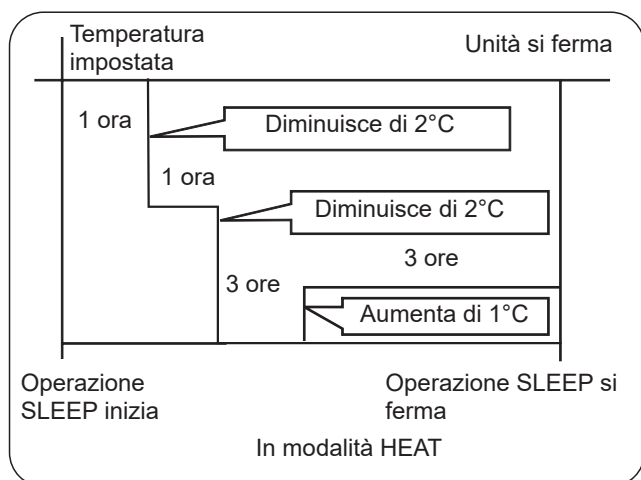 Temperatura
impostata
Unità si ferma
1 ora
Diminuisce di 2°C
1 ora
Diminuisce di 2°C
3 ore
3 ore
Aumenta di 1°C
Operazione
SLEEP inizia
Operazione SLEEP si
ferma
In modalità HEAT